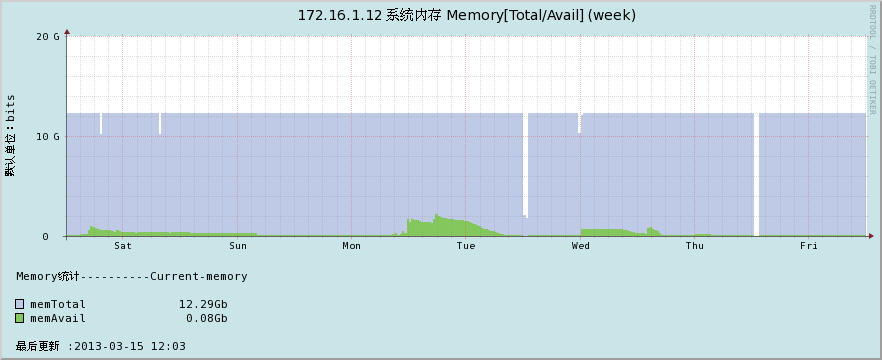 172.16.1.12 系统内存 Memory[Total/Avail] (week)
RRDTOOL / TOBI OETIKER
默认单位：bits
20 G
10 G
0
Sat Sun Mon Tue Wed Thu Fri
Memory统计----------Current-memory
memTotal 12.29Gb
memAvail 0.08Gb
最后更新 :2013-03-15 12:03